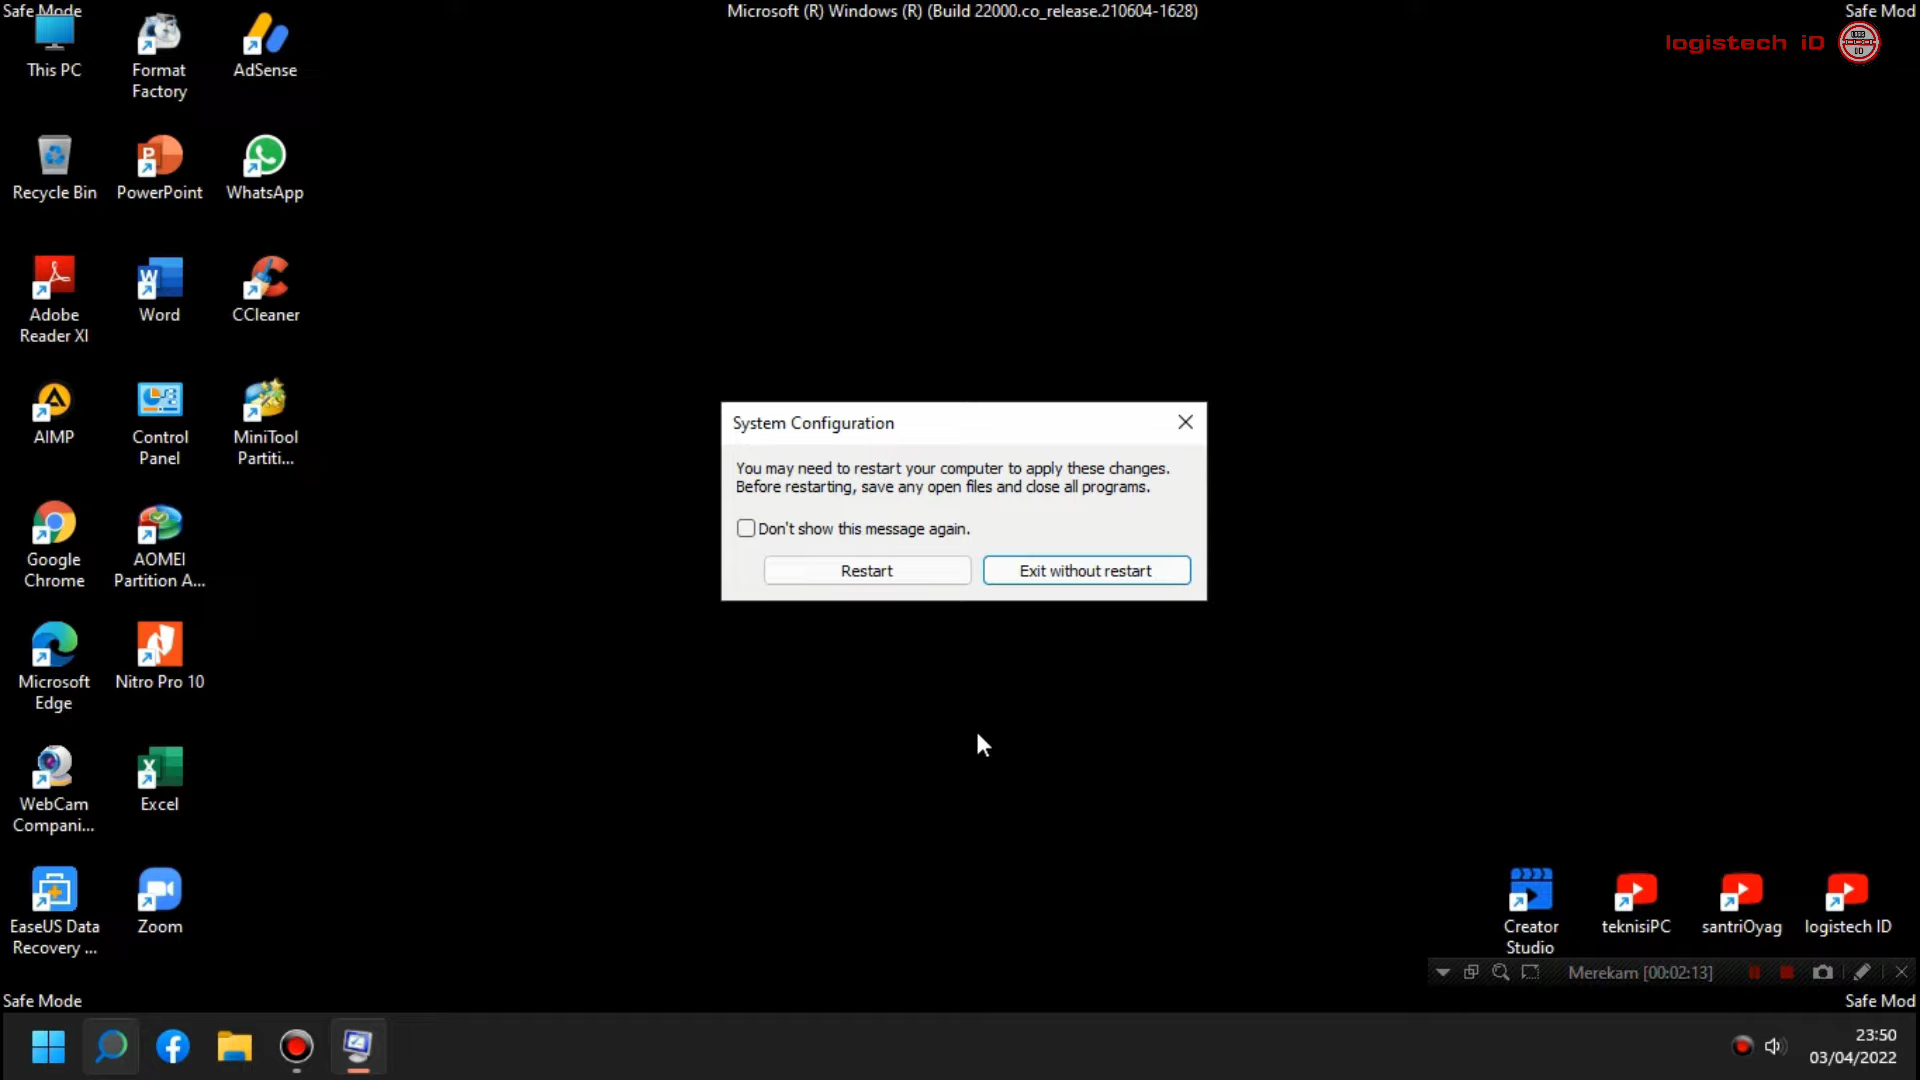 Safe Mode
Microsoft (R) Windows (R) (Build 22000.co_release.210604-1628)
Safe Mod
logistech iD
This PC
Format
Factory
AdSense
Recycle Bin
PowerPoint
WhatsApp
Adobe
Reader XI
Word
CCleaner
AIMP
Control
Panel
MiniTool
Partiti...
Google
Chrome
AOMEI
Partition A...
Microsoft
Edge
Nitro Pro 10
WebCam
Compani...
Excel
EaseUS Data
Recovery ...
Zoom
System Configuration
You may need to restart your computer to apply these changes.
Before restarting, save any open files and close all programs.
Don't show this message again.
Restart
Exit without restart
Creator
Studio
teknisiPC
santriOyag
logistech ID
Merekam [00:02:13]
Safe Mode
Safe Mod
23:50
03/04/2022